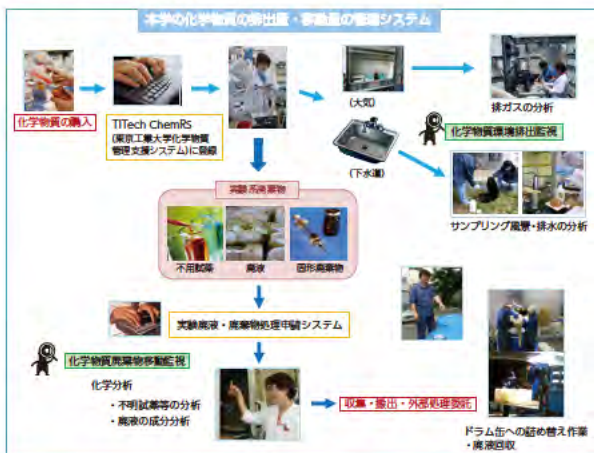 本学の化学物質の排出量・移動量の管理システム
化学物質の購入
TITech ChemRS
(東京工業大学化学物質
管理支援システム)に登録
(大気)
排ガスの分析
化学物質環境排出監視
(下水道)
サンプリング風景・排水の分析
実験系廃棄物
不用試薬
廃液
固形廃棄物
実験廃液・廃棄物処理申請システム
化学物質廃棄物移動監視
化学分析
・不明試薬等の分析
・廃液の成分分析
収集・搬出・外部処理委託
ドラム缶への詰め替え作業
・廃液回収